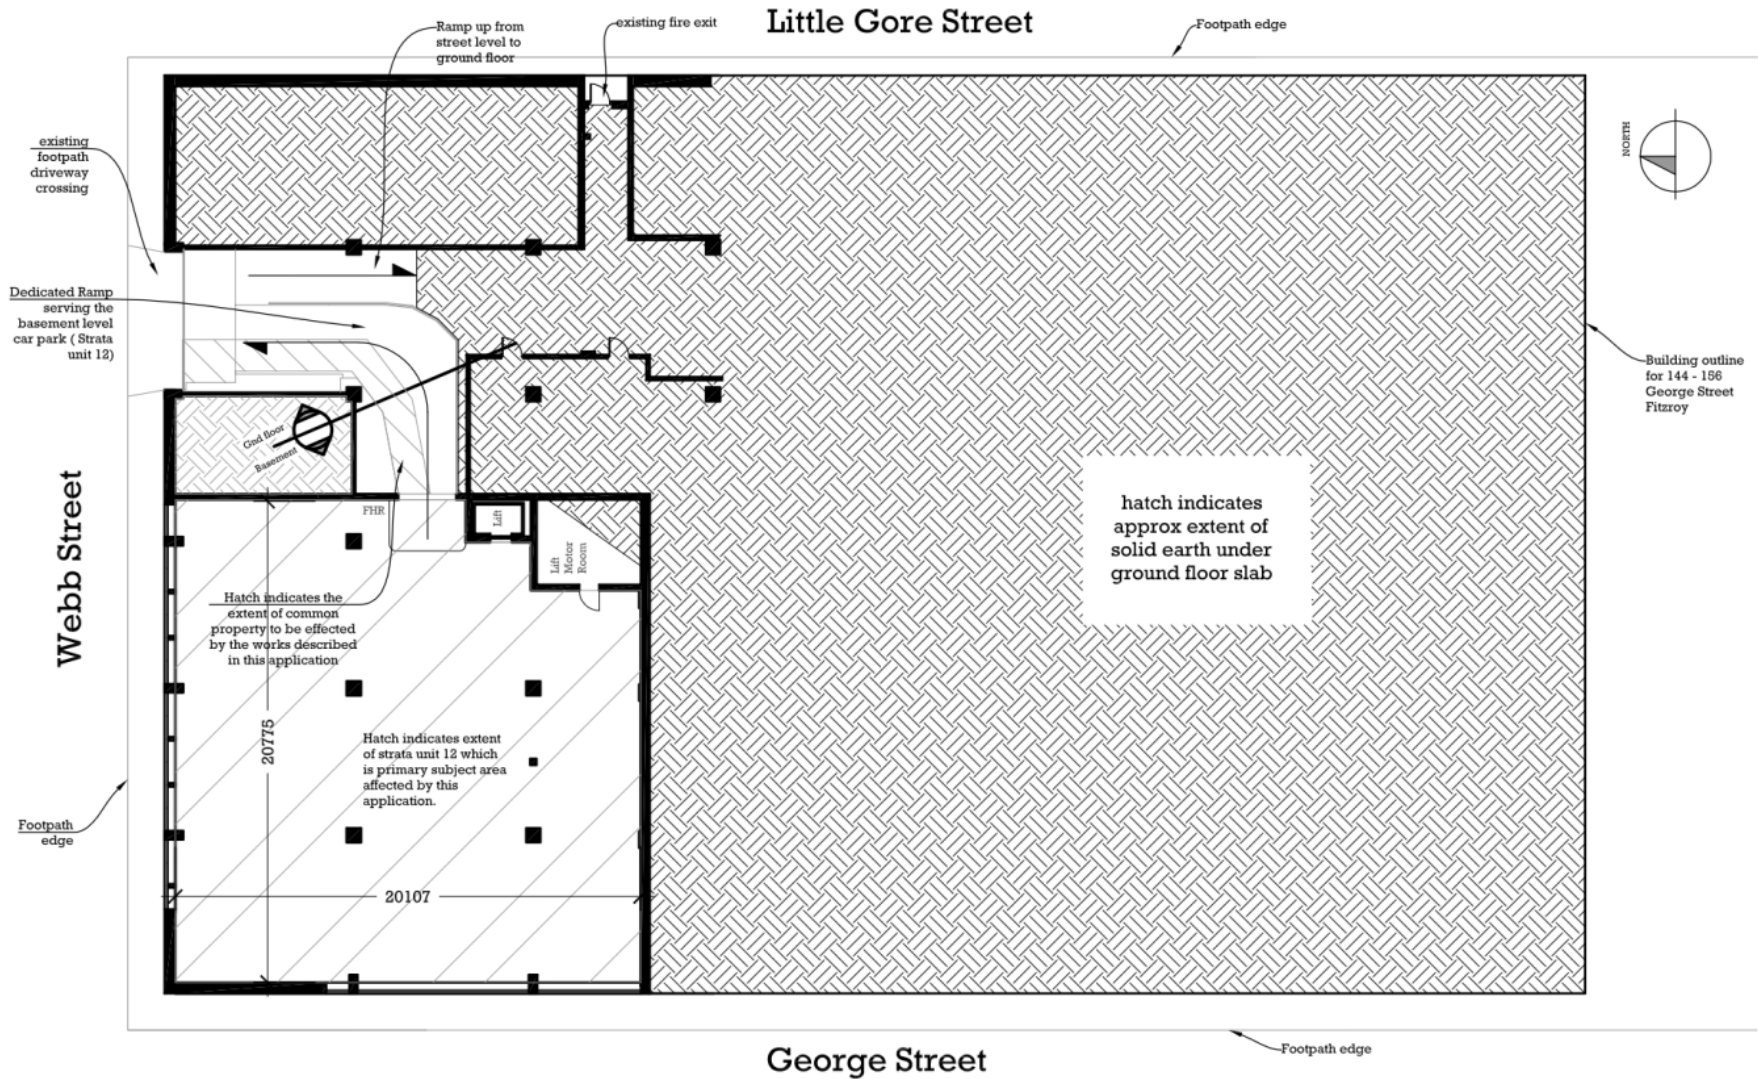 Little Gore Street
Ramp up from
street level to
ground floor
existing fire exit
Footpath edge
existing
footpath
driveway
crossing
NORTH
Dedicated Ramp
serving the
basement level
car park ( Strata
unit 12)
Building outline
for 144 - 156
George Street
Fitzroy
Gnd floor
Basement
Webb Street
FHR
Lift
Lift
Motor
Room
hatch indicates
approx extent of
solid earth under
ground floor slab
Hatch indicates the
extent of common
property to be effected
by the works described
in this application
20775
Hatch indicates extent
of strata unit 12 which
is primary subject area
affected by this
application.
Footpath
edge
20107
George Street
Footpath edge